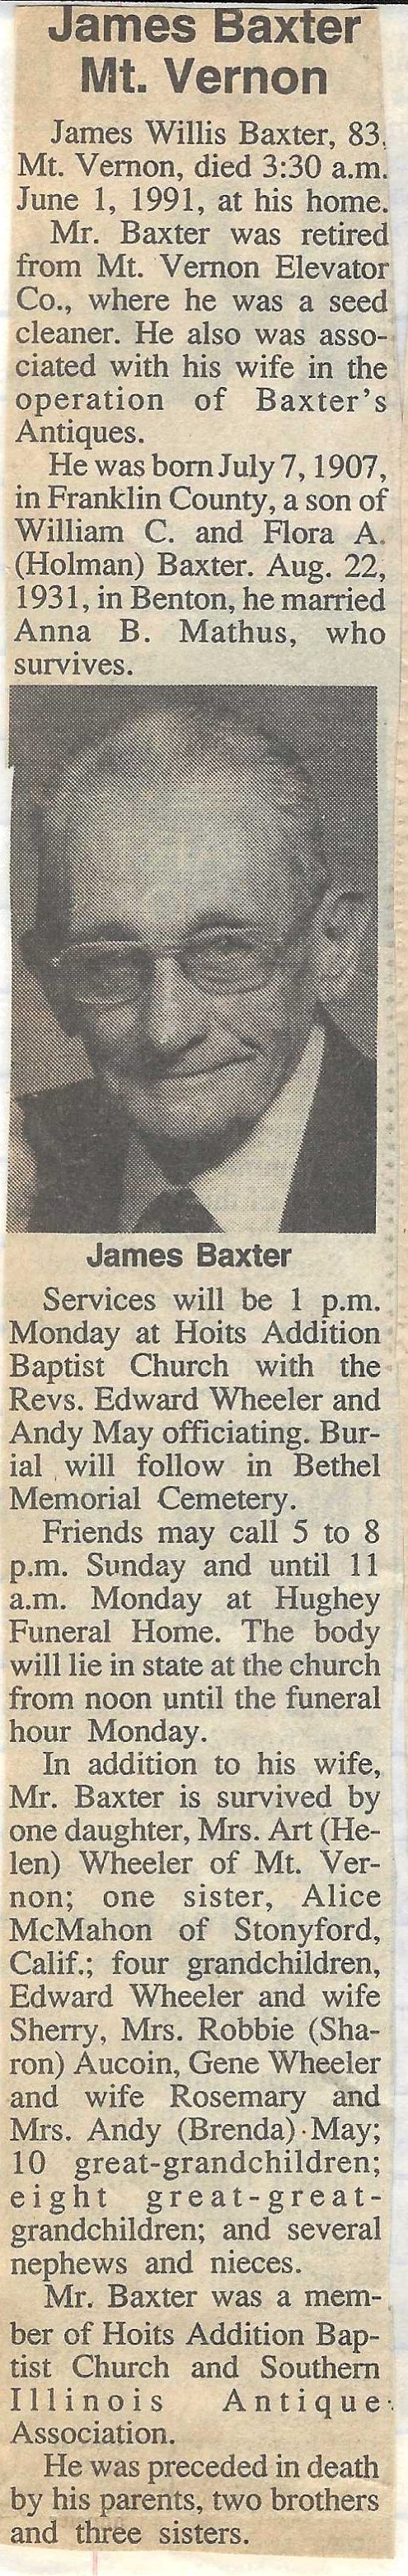 James Baxter
Mt. Vernon
James Willis Baxter, 83,
Mt. Vernon, died 3:30 a.m.
June 1, 1991, at his home.
Mr. Baxter was retired
from Mt. Vernon Elevator
Co., where he was a seed
cleaner. He also was asso-
ciated with his wife in the
operation of Baxter's
Antiques.
He was born July 7, 1907,
in Franklin County, a son of
William C. and Flora A.
(Holman) Baxter. Aug. 22,
1931, in Benton, he married
Anna B. Mathus, who
survives.
James Baxter
Services will be 1 p.m.
Monday at Hoits Addition
Baptist Church with the
Revs. Edward Wheeler and
Andy May officiating. Bur-
ial will follow in Bethel
Memorial Cemetery.
Friends may call 5 to 8
p.m. Sunday and until 11
a.m. Monday at Hughey
Funeral Home. The body
will lie in state at the church
from noon until the funeral
hour Monday.
In addition to his wife,
Mr. Baxter is survived by
one daughter, Mrs. Art (He-
len) Wheeler of Mt. Ver-
non; one sister, Alice
McMahon of Stonyford,
Calif.; four grandchildren,
Edward Wheeler and wife
Sherry, Mrs. Robbie (Sha-
ron) Aucoin, Gene Wheeler
and wife Rosemary and
Mrs. Andy (Brenda) May;
10 great-grandchildren;
eight great-great-
grandchildren; and several
nephews and nieces.
Mr. Baxter was a mem-
ber of Hoits Addition Bap-
tist Church and Southern
Illinois Antique
Association.
He was preceded in death
by his parents, two brothers
and three sisters.